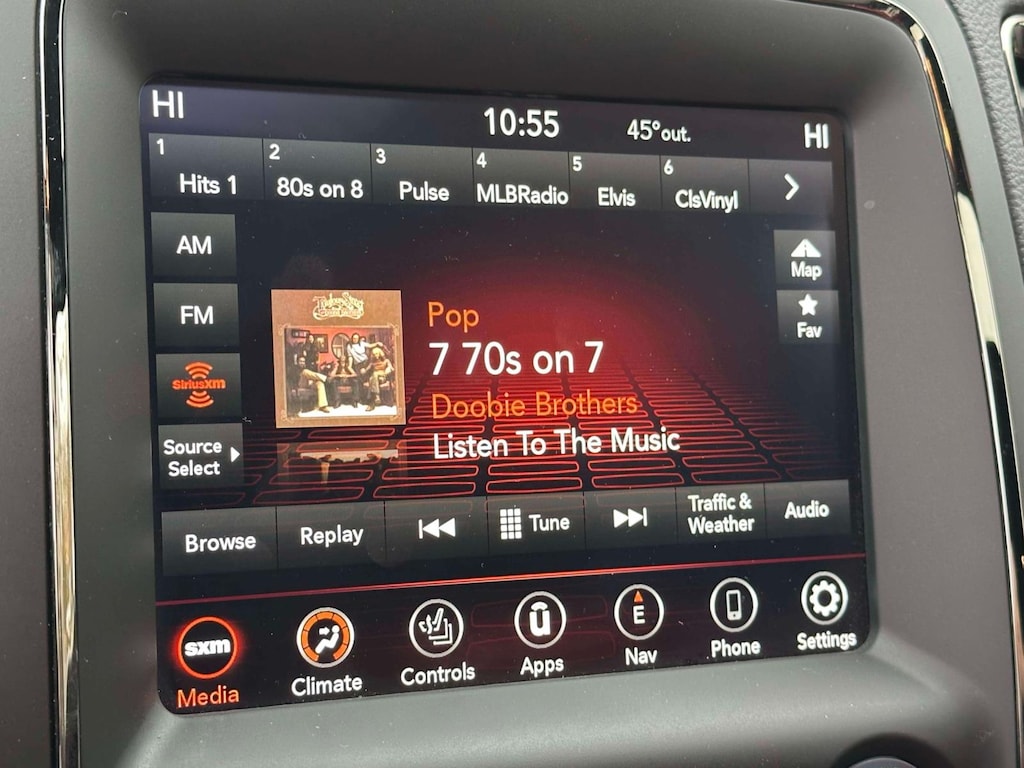 HI
10:55
45°out.
HI
1
Hits 1
2
80s on 8
3
Pulse
4
MLBRadio
5
Elvis
6
ClsVinyl
AM
FM
SiriusXM
Source
Select
Map
Fav
Pop
7 70s on 7
Doobie Brothers
Listen To The Music
Browse
Replay
Tune
Traffic &
Weather
Audio
sxm
Media
Climate
Controls
ū
Apps
E
Nav
Phone
Settings